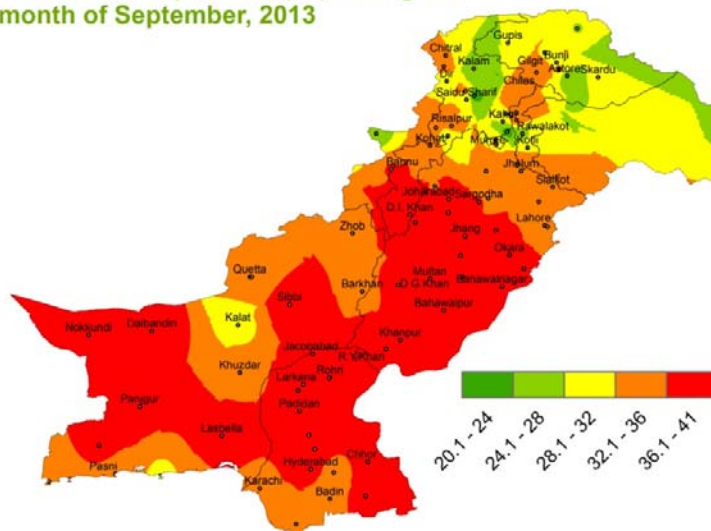 month of September, 2013
Gupis
Chitral
Kalam
Bunji
Gilgit
Astore
Skardu
Dir
Chilas
Saidu Sharif
Kakul
Risalpur
Rawalakot
Kohat
Murree
Kotli
Bannu
Jhelum
Sialkot
Joharabad
Sargodha
D.I. Khan
Lahore
Zhob
Jhang
Okara
Quetta
Multan
Barkhan
D G Khan
Bahawalnagar
Sibbi
Bahawalpur
Kalat
Nokkundi
Dalbandin
Khanpur
Jacobabad
R.Y.Khan
Khuzdar
Rohri
Larkana
Panjgur
Padidan
Lasbella
Hyderabad
Chhor
Pasni
Karachi
Badin
20.1 - 24
24.1 - 28
28.1 - 32
32.1 - 36
36.1 - 41